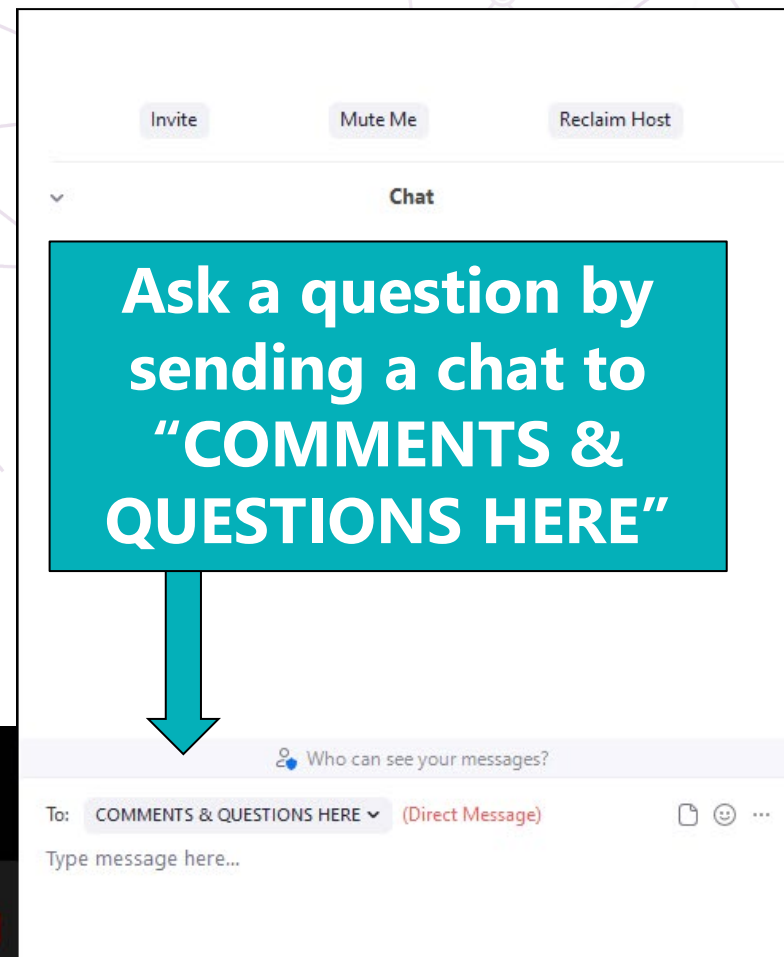 Invite Mute Me Reclaim Host
Chat
Ask a question by
sending a chat to
“COMMENTS &
QUESTIONS HERE”
Who can see your messages?
To: COMMENTS & QUESTIONS HERE (Direct Message)
Type message here...